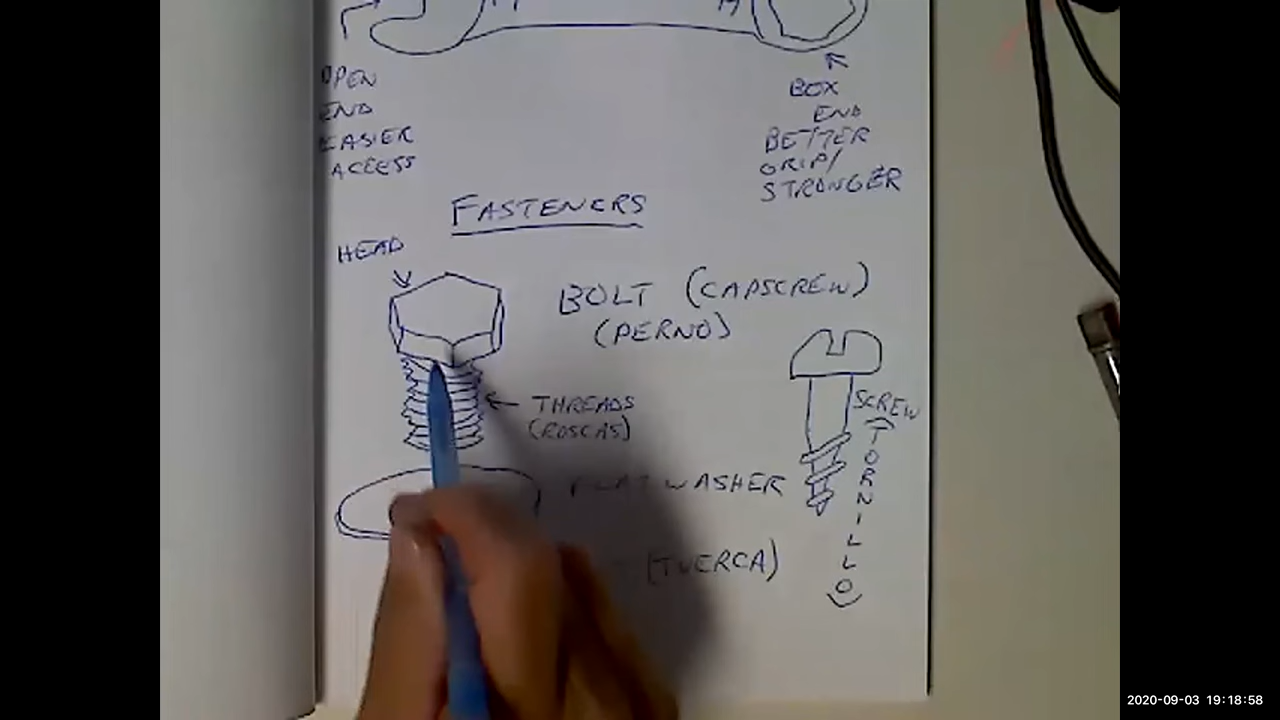 OPEN
END
EASIER
ACCESS
BOX
END
BETTER
GRIP/
STRONGER
FASTENERS
HEAD
BOLT (CAPSCREW)
(PERNO)
THREADS
(ROSCAS)
SCREW
(TORNILLO)
WASHER
(TUERCA)
2020-09-03 19:18:58